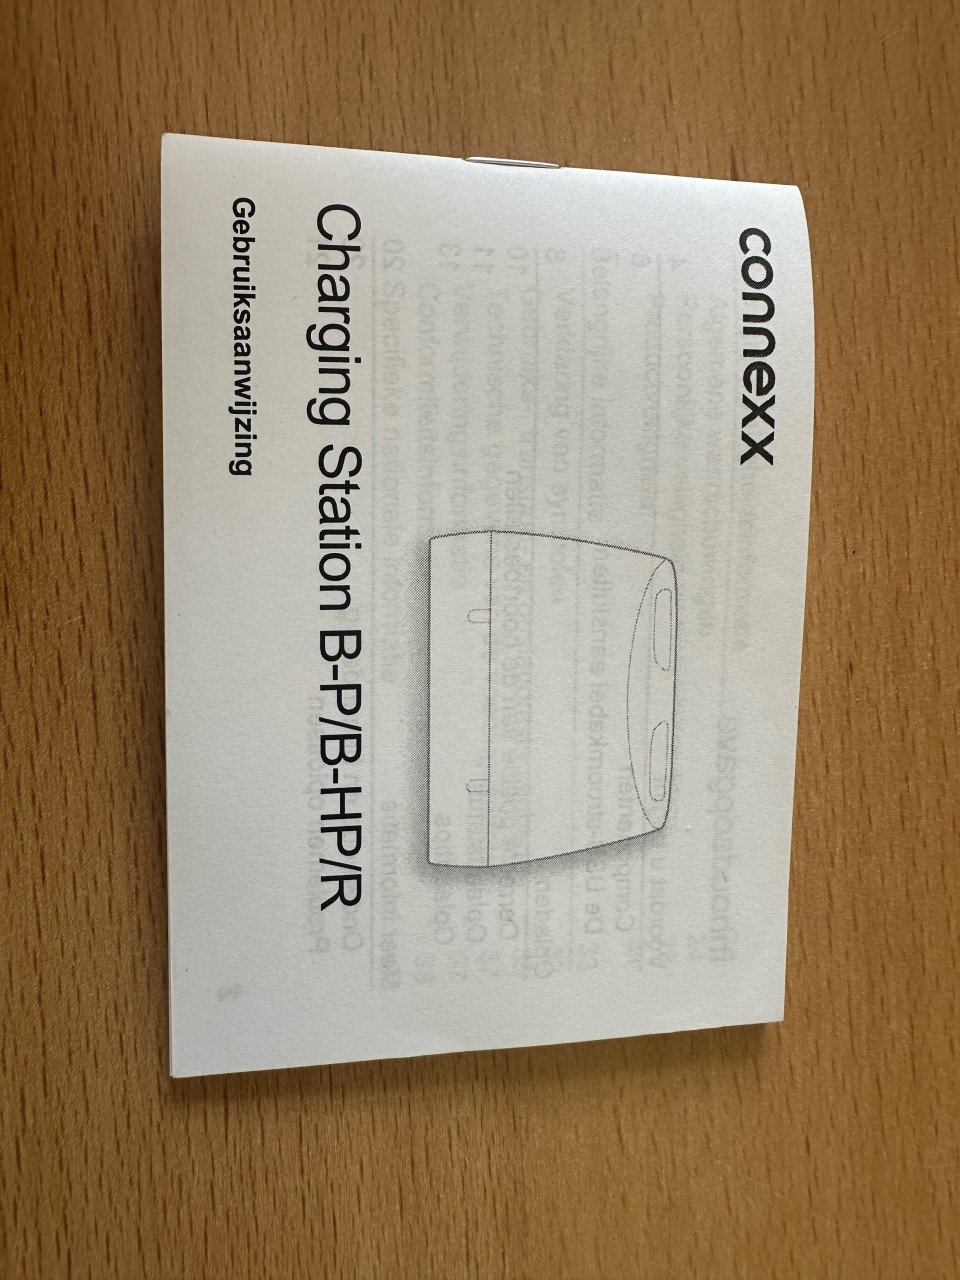 connexx
Charging Station B-P/B-HP/R
Gebruiksaanwijzing